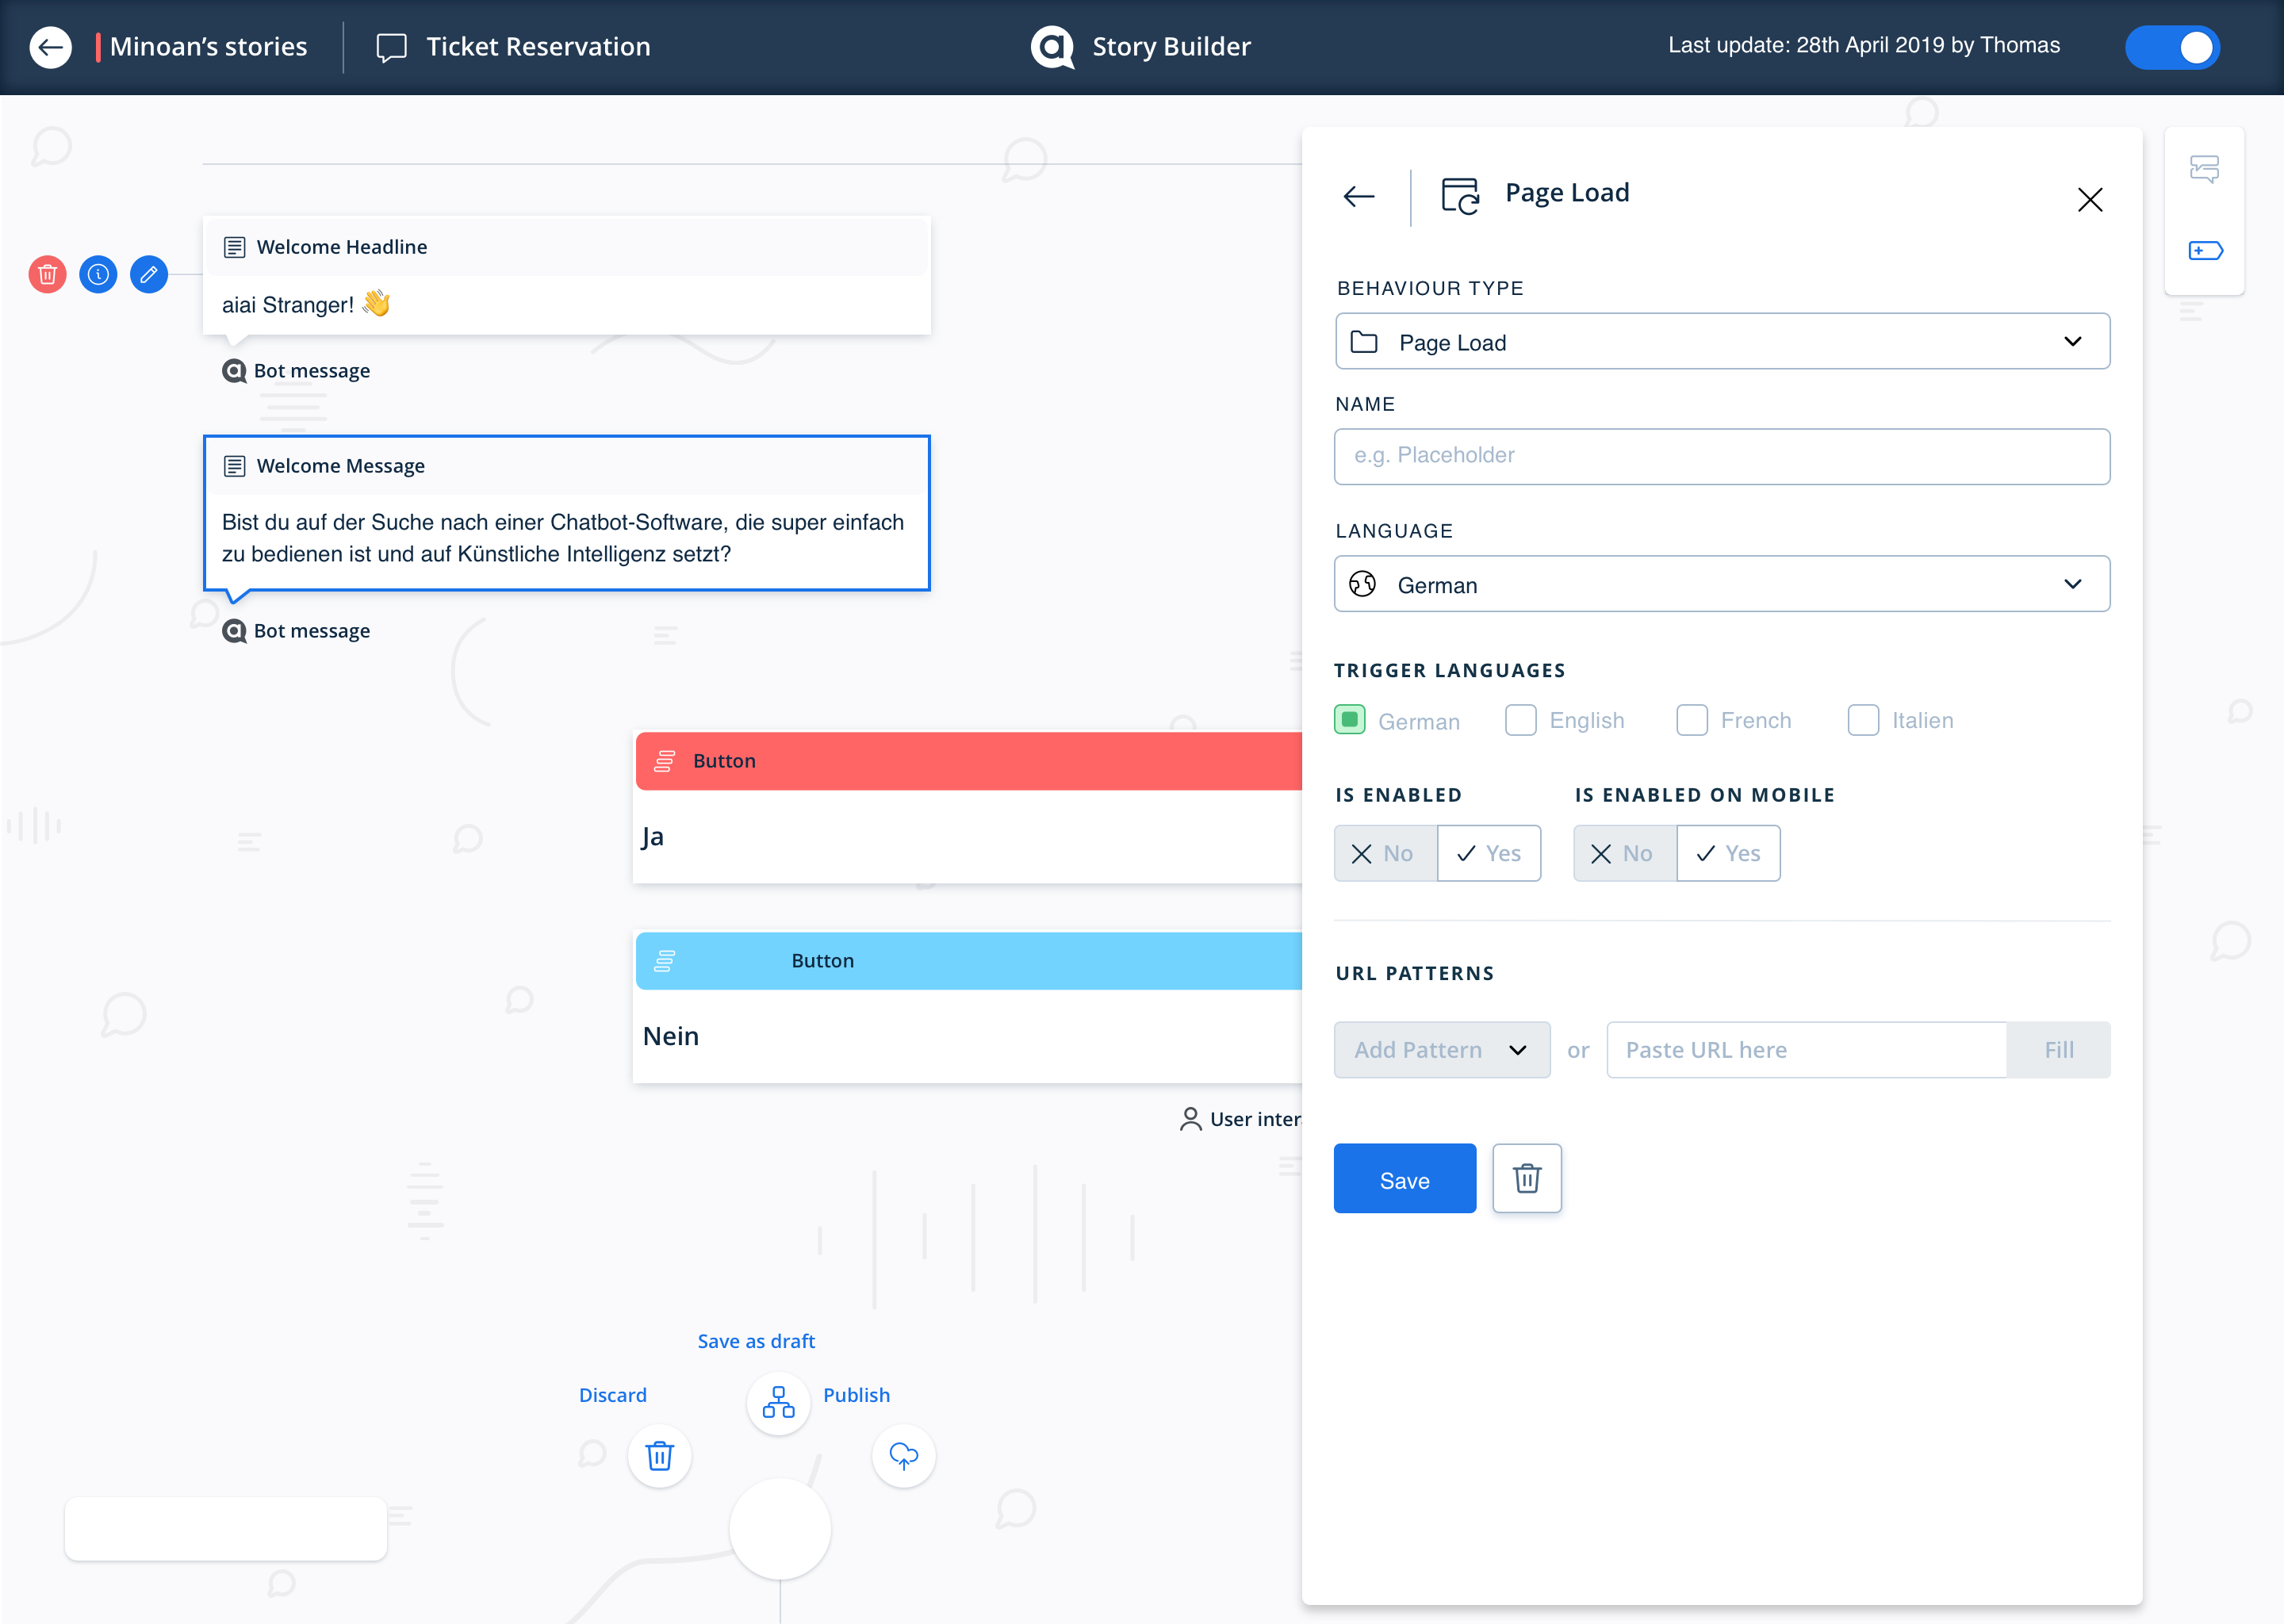 Minoan’s stories
Ticket Reservation
Story Builder
Last update: 28th April 2019 by Thomas
Welcome Headline
aiai Stranger! 👋
Bot message
Welcome Message
Bist du auf der Suche nach einer Chatbot-Software, die super einfach
zu bedienen ist und auf Künstliche Intelligenz setzt?
Bot message
Button
Ja
Button
Nein
User inter
Save as draft
Discard
Publish
Page Load
BEHAVIOUR TYPE
Page Load
NAME
e.g. Placeholder
LANGUAGE
German
TRIGGER LANGUAGES
German English French Italien
IS ENABLED IS ENABLED ON MOBILE
No Yes No Yes
URL PATTERNS
Add Pattern or Paste URL here Fill
Save